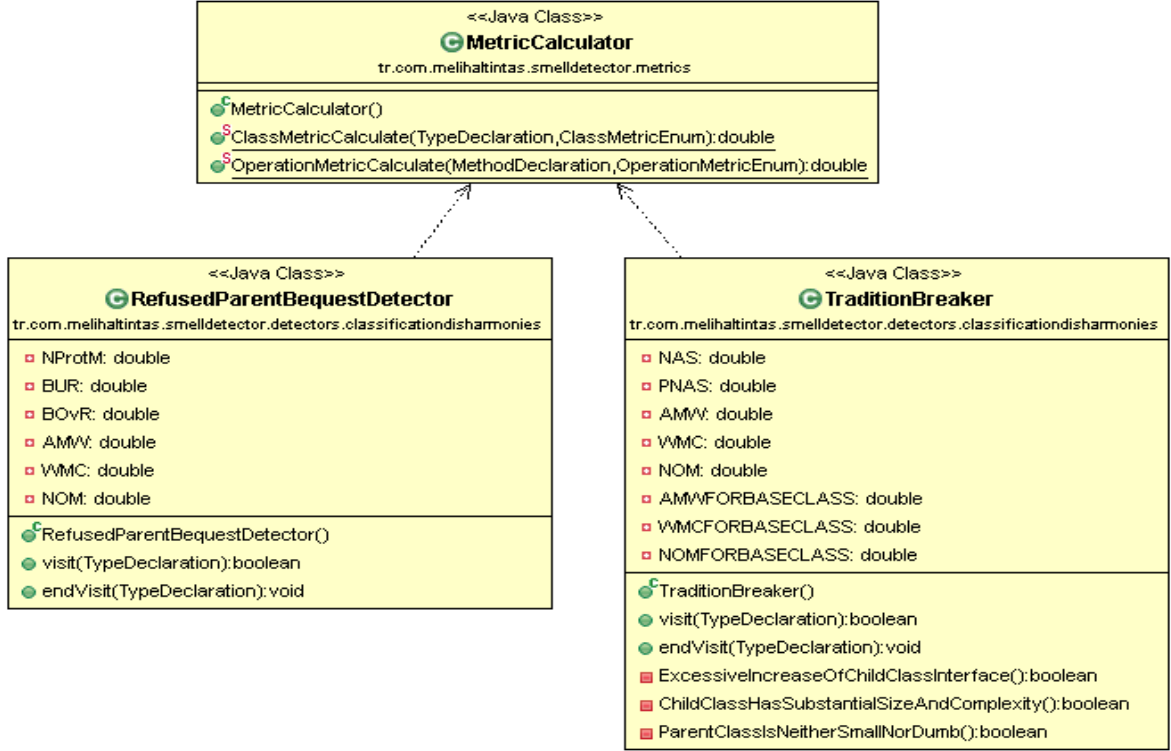 <<Java Class>>
MetricCalculator
tr.com.melihaltintas.smelldetector.metrics
MetricCalculator()
ClassMetricCalculate(TypeDeclaration,ClassMetricEnum):double
OperationMetricCalculate(MethodDeclaration,OperationMetricEnum):double
<<Java Class>>
RefusedParentBequestDetector
tr.com.melihaltintas.smelldetector.detectors.classificationdisharmonies
NProtM: double
BUR: double
BOvR: double
AMW: double
WMC: double
NOM: double
RefusedParentBequestDetector()
visit(TypeDeclaration):boolean
endVisit(TypeDeclaration):void
<<Java Class>>
TraditionBreaker
tr.com.melihaltintas.smelldetector.detectors.classificationdisharmonies
NAS: double
PNAS: double
AMW: double
WMC: double
NOM: double
AMWFORBASECLASS: double
WMCFORBASECLASS: double
NOMFORBASECLASS: double
TraditionBreaker()
visit(TypeDeclaration):boolean
endVisit(TypeDeclaration):void
ExcessiveIncreaseOfChildClassInterface():boolean
ChildClassHasSubstantialSizeAndComplexity():boolean
ParentClassIsNeitherSmallNorDumb():boolean